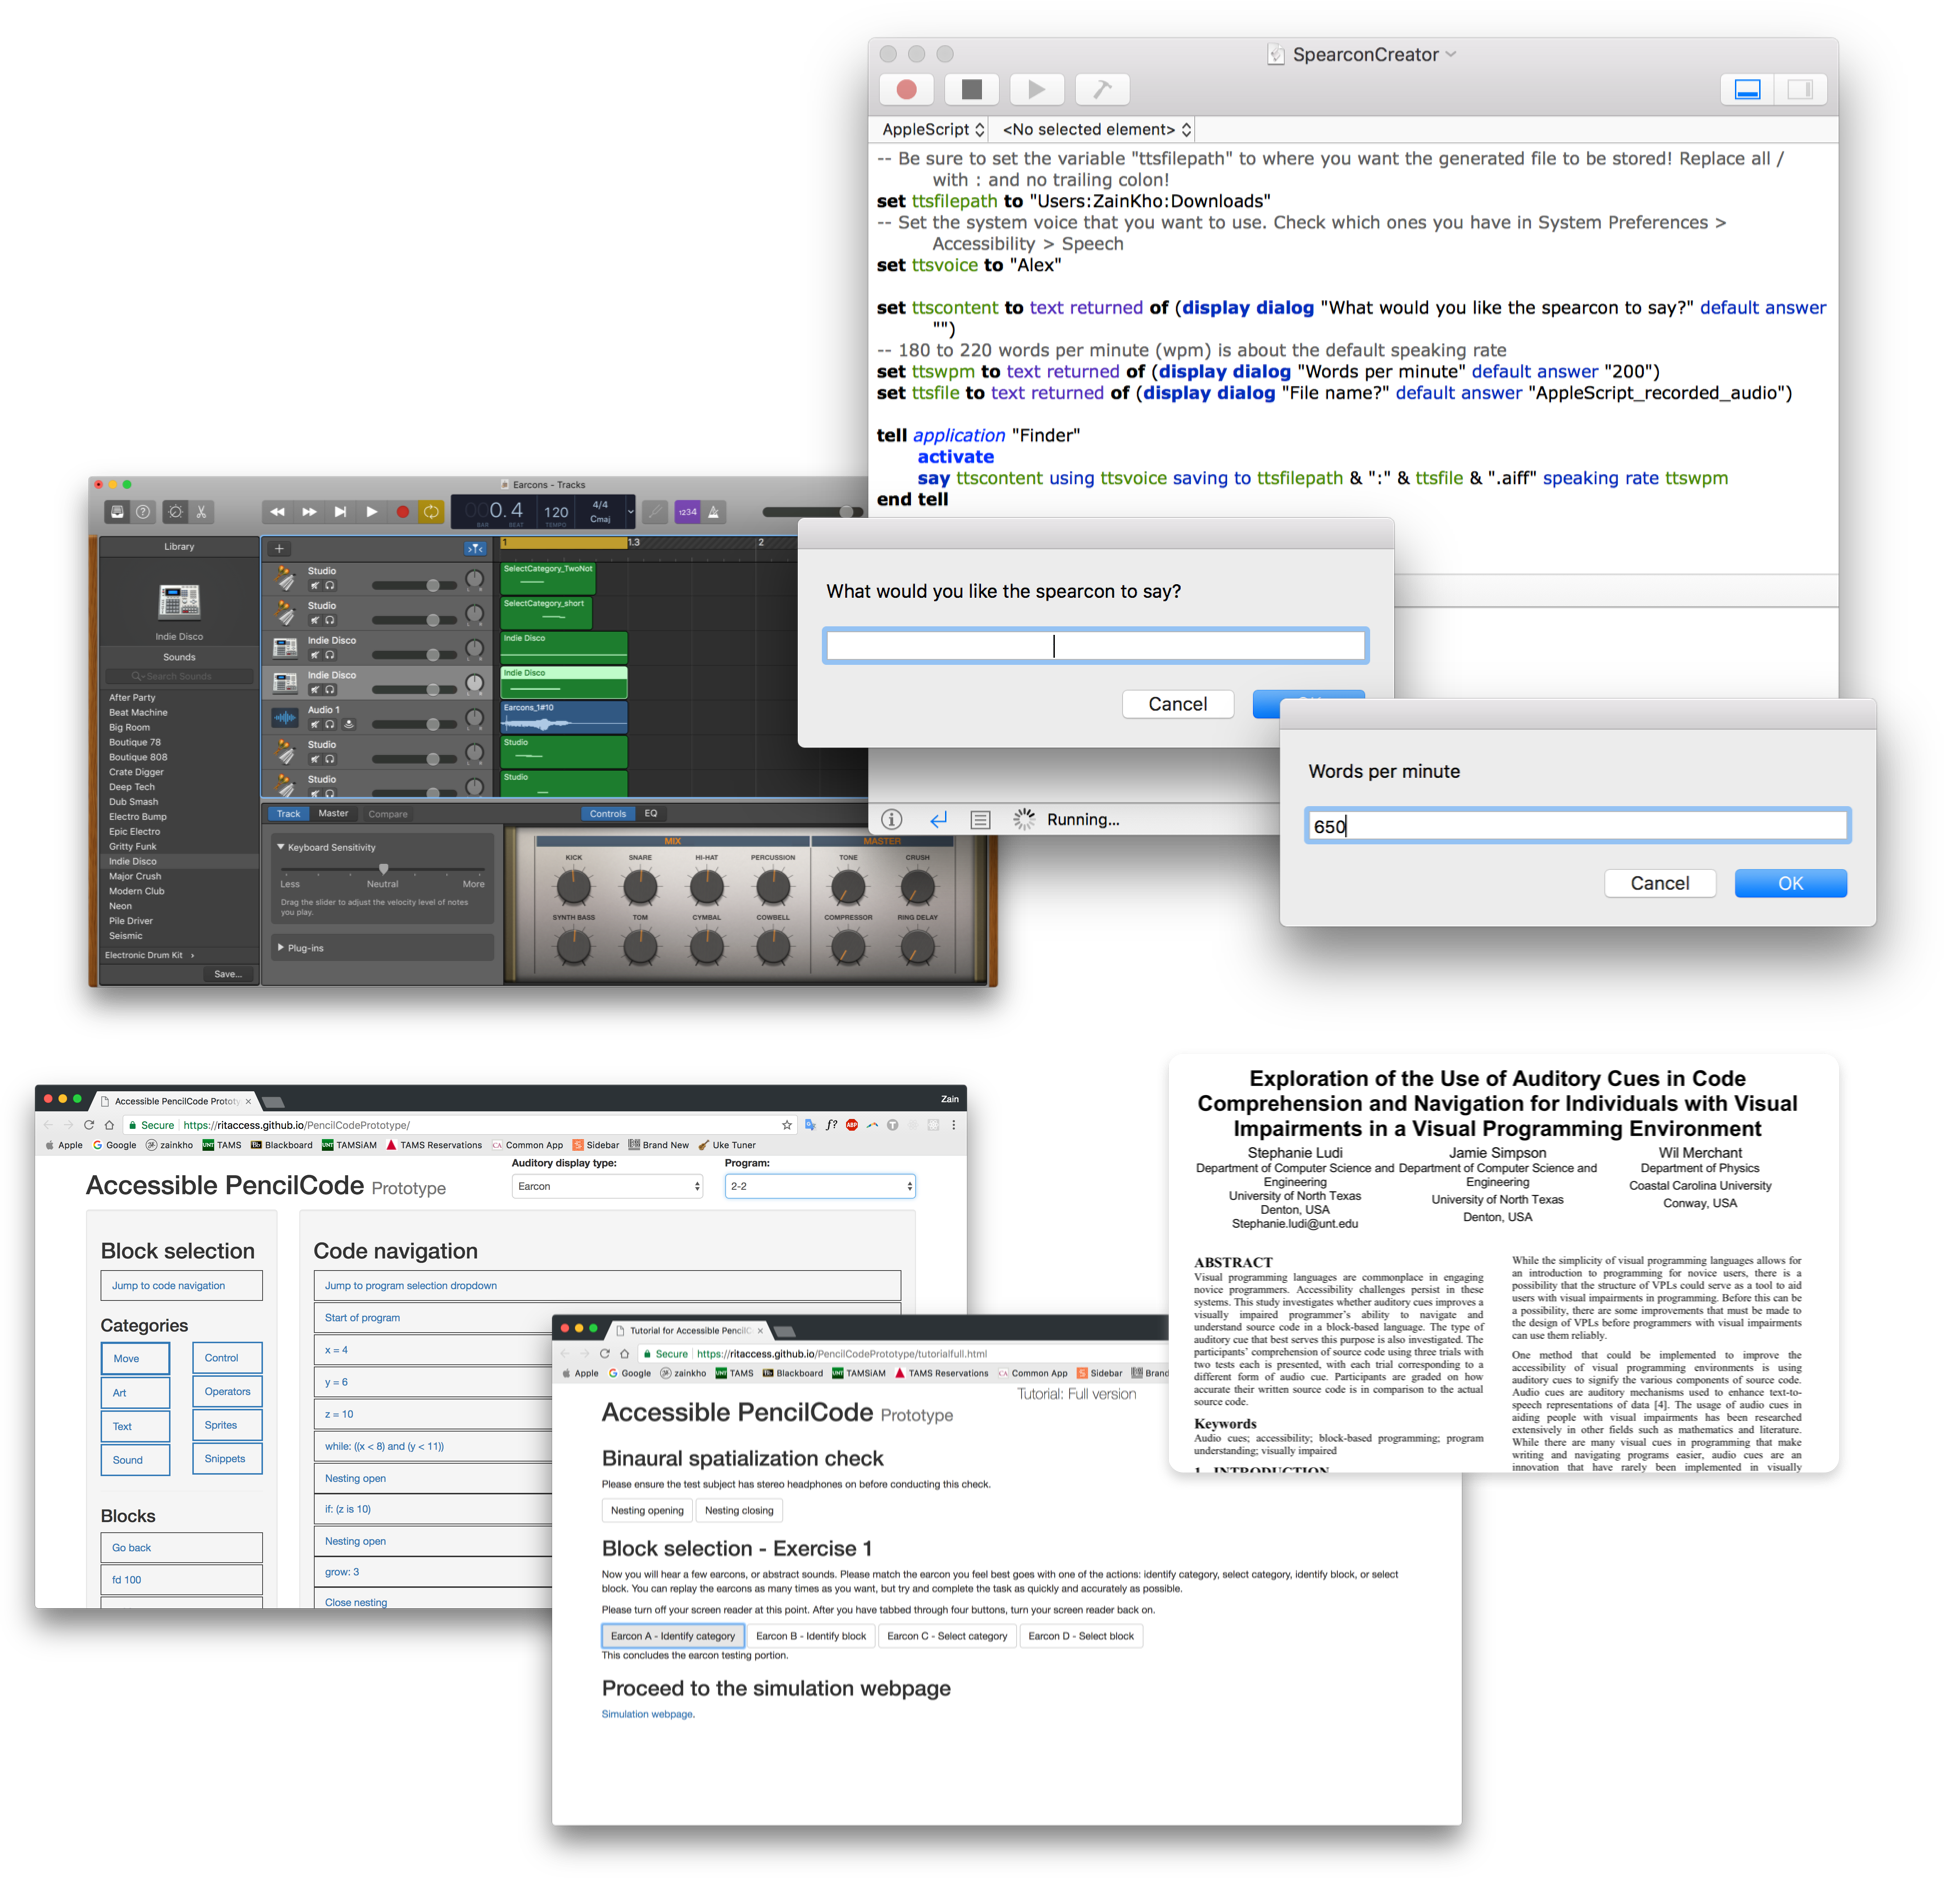 SpearconCreator
AppleScript
<No selected element>
-- Be sure to set the variable "ttsfilepath" to where you want the generated file to be stored! Replace all /
with : and no trailing colon!
set ttsfilepath to "Users:ZainKho:Downloads"
-- Set the system voice that you want to use. Check which ones you have in System Preferences >
Accessibility > Speech
set ttsvoice to "Alex"
set ttscontent to text returned of (display dialog "What would you like the spearcon to say?" default answer
"")
-- 180 to 220 words per minute (wpm) is about the default speaking rate
set ttswpm to text returned of (display dialog "Words per minute" default answer "200")
set ttsfile to text returned of (display dialog "File name?" default answer "AppleScript_recorded_audio")
tell application "Finder"
activate
say ttscontent using ttsvoice saving to ttsfilepath & ":" & ttsfile & ".aiff" speaking rate ttswpm
end tell
Running...
What would you like the spearcon to say?
Cancel
Words per minute
650
Cancel
OK
Earcons - Tracks
0.4
BAR
BEAT
120
TEMPO
4/4
Cmaj
1234
Library
Indie Disco
Sounds
Search Sounds
After Party
Beat Machine
Big Room
Boutique 78
Boutique 808
Crate Digger
Deep Tech
Dub Smash
Electro Bump
Epic Electro
Gritty Funk
Indie Disco
Major Crush
Modern Club
Neon
Pile Driver
Seismic
Electronic Drum Kit
Save...
1
1.3
2
Studio
Studio
Indie Disco
Indie Disco
Audio 1
Studio
Studio
SelectCategory_TwoNot
SelectCategory_short
Indie Disco
Indie Disco
Earcons_1#10
Studio
Studio
Track
Master
Compare
Controls
EQ
Keyboard Sensitivity
Less
Neutral
More
Drag the slider to adjust the velocity level of notes
you play.
Plug-ins
MIX
MASTER
KICK
SNARE
HI-HAT
PERCUSSION
TONE
CRUSH
SYNTH BASS
TOM
CYMBAL
COWBELL
COMPRESSOR
RING DELAY
Accessible PencilCode Prototy
Zain
Secure
https://ritaccess.github.io/PencilCodePrototype/
f?
ABP
Apple
Google
zainkho
TAMS
Blackboard
TAMSiAM
TAMS Reservations
Common App
Sidebar
Brand New
Uke Tuner
Accessible PencilCode Prototype
Auditory display type:
Earcon
Program:
2-2
Block selection
Jump to code navigation
Categories
Move
Control
Art
Operators
Text
Sprites
Sound
Snippets
Blocks
Go back
fd 100
Code navigation
Jump to program selection dropdown
Start of program
x = 4
y = 6
z = 10
while: ((x < 8) and (y < 11))
Nesting open
if: (z is 10)
Nesting open
grow: 3
Close nesting
Tutorial for Accessible PencilC
Secure
https://ritaccess.github.io/PencilCodePrototype/tutorialfull.html
Apple
Google
zainkho
TAMS
Blackboard
TAMSiAM
TAMS Reservations
Common App
Sidebar
Brand
Tutorial: Full version
Accessible PencilCode Prototype
Binaural spatialization check
Please ensure the test subject has stereo headphones on before conducting this check.
Nesting opening
Nesting closing
Block selection - Exercise 1
Now you will hear a few earcons, or abstract sounds. Please match the earcon you feel best goes with one of the actions: identify category, select category, identify block, or select
block. You can replay the earcons as many times as you want, but try and complete the task as quickly and accurately as possible.
Please turn off your screen reader at this point. After you have tabbed through four buttons, turn your screen reader back on.
Earcon A - Identify category
Earcon B - Identify block
Earcon C - Select category
Earcon D - Select block
This concludes the earcon testing portion.
Proceed to the simulation webpage
Simulation webpage.
Exploration of the Use of Auditory Cues in Code
Comprehension and Navigation for Individuals with Visual
Impairments in a Visual Programming Environment
Stephanie Ludi
Department of Computer Science and
Engineering
University of North Texas
Denton, USA
Stephanie.ludi@unt.edu
Jamie Simpson
Department of Computer Science and
Engineering
University of North Texas
Denton, USA
Wil Merchant
Department of Physics
Coastal Carolina University
Conway, USA
ABSTRACT
Visual programming languages are commonplace in engaging
novice programmers. Accessibility challenges persist in these
systems. This study investigates whether auditory cues improves a
visually impaired programmer's ability to navigate and
understand source code in a block-based language. The type of
auditory cue that best serves this purpose is also investigated. The
participants' comprehension of source code using three trials with
two tests each is presented, with each trial corresponding to a
different form of audio cue. Participants are graded on how
accurate their written source code is in comparison to the actual
source code.
Keywords
Audio cues; accessibility; block-based programming; program
understanding; visually impaired
1. INTRODUCTION
While the simplicity of visual programming languages allows for
an introduction to programming for novice users, there is a
possibility that the structure of VPLs could serve as a tool to aid
users with visual impairments in programming. Before this can be
a possibility, there are some improvements that must be made to
the design of VPLs before programmers with visual impairments
can use them reliably.
One method that could be implemented to improve the
accessibility of visual programming environments is using
auditory cues to signify the various components of source code.
Audio cues are auditory mechanisms used to enhance text-to-
speech representations of data [4]. The usage of audio cues in
aiding people with visual impairments has been researched
extensively in other fields such as mathematics and literature.
While there are many visual cues in programming that make
writing and navigating programs easier, audio cues are an
innovation that have rarely been implemented in visually